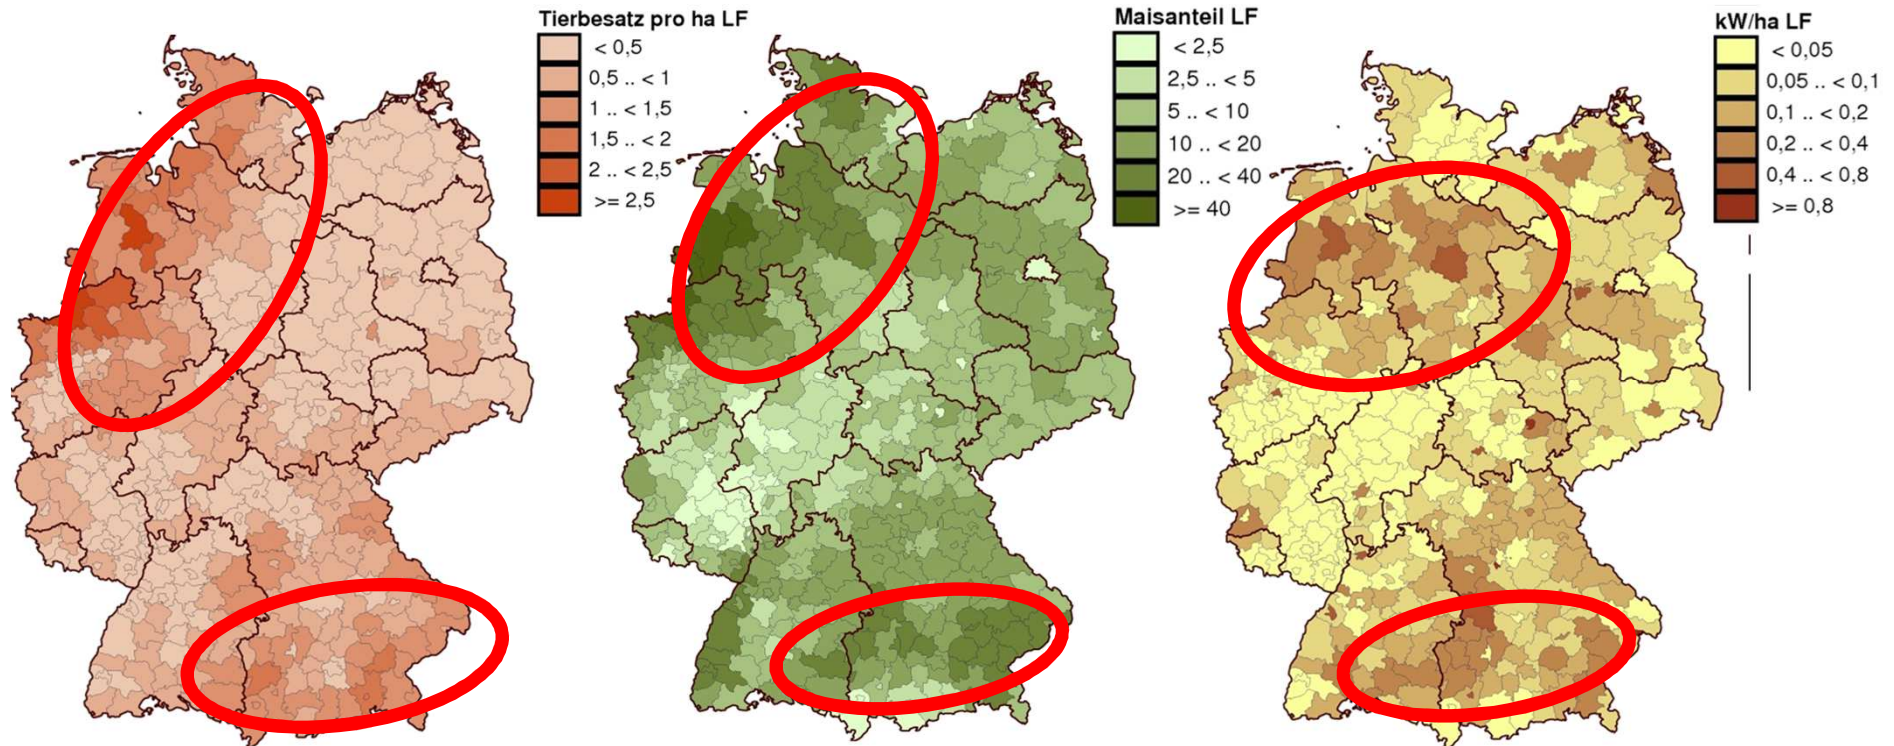 Tierbesatz pro ha LF
< 0,5
0,5 .. < 1
1 .. < 1,5
1,5 .. < 2
2 .. < 2,5
>= 2,5
Maisanteil LF
< 2,5
2,5 .. < 5
5 .. < 10
10 .. < 20
20 .. < 40
>= 40
kW/ha LF
< 0,05
0,05 .. < 0,1
0,1 .. < 0,2
0,2 .. < 0,4
0,4 .. < 0,8
>= 0,8